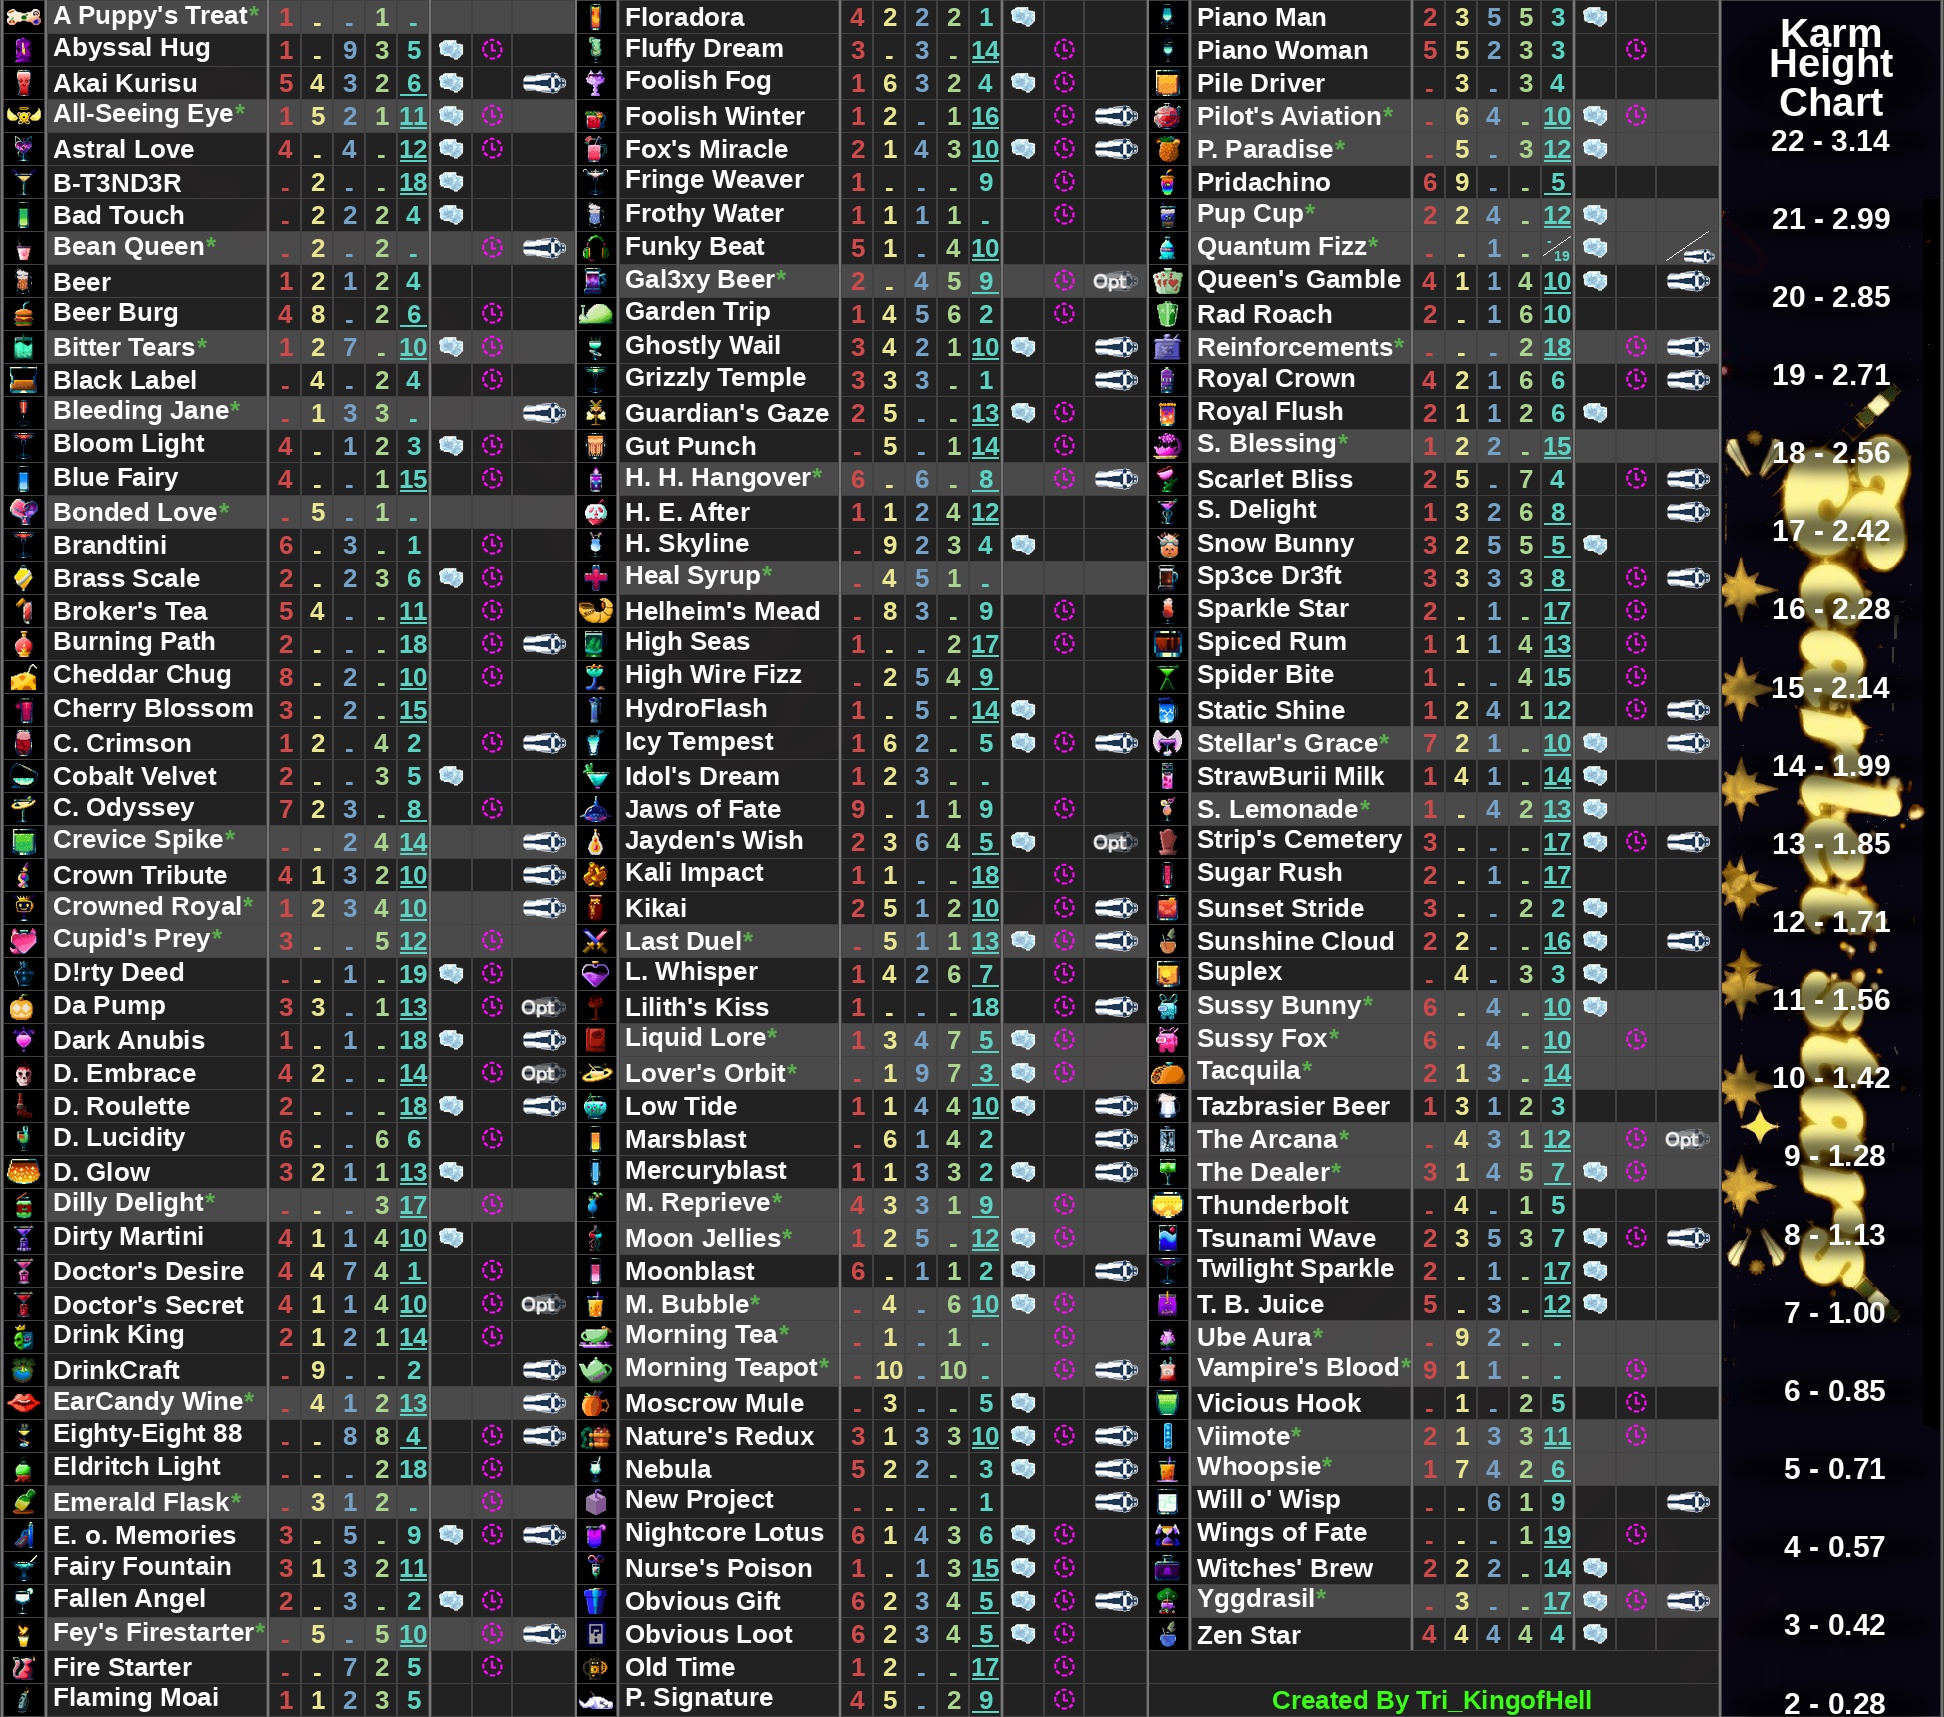 A Puppy's Treat* 1 - - 1 -
Abyssal Hug 1 - 9 3 5
Akai Kurisu 5 4 3 2 6
All-Seeing Eye* 1 5 2 1 11
Astral Love 4 - 4 - 12
B-T3ND3R - 2 - - 18
Bad Touch - 2 2 2 4
Bean Queen* - 2 - 2 -
Beer 1 2 1 2 4
Beer Burg 4 8 - 2 6
Bitter Tears* 1 2 7 - 10
Black Label - 4 - 2 4
Bleeding Jane* - 1 3 3 -
Bloom Light 4 - 1 2 3
Blue Fairy 4 - - 1 15
Bonded Love* - 5 - 1 -
Brandtini 6 - 3 - 1
Brass Scale 2 - 2 3 6
Broker's Tea 5 4 - - 11
Burning Path 2 - - - 18
Cheddar Chug 8 - 2 - 10
Cherry Blossom 3 - 2 - 15
C. Crimson 1 2 - 4 2
Cobalt Velvet 2 - - 3 5
C. Odyssey 7 2 3 - 8
Crevice Spike* - - 2 4 14
Crown Tribute 4 1 3 2 10
Crowned Royal* 1 2 3 4 10
Cupid's Prey* 3 - - 5 12
D!rty Deed - - 1 - 19
Da Pump 3 3 - 1 13 Opt
Dark Anubis 1 - 1 - 18
D. Embrace 4 2 - - 14 Opt
D. Roulette 2 - - - 18
D. Lucidity 6 - - 6 6
D. Glow 3 2 1 1 13
Dilly Delight* - - - 3 17
Dirty Martini 4 1 1 4 10
Doctor's Desire 4 4 7 4 1
Doctor's Secret 4 1 1 4 10 Opt
Drink King 2 1 2 1 14
DrinkCraft - 9 - - 2
EarCandy Wine* - 4 1 2 13
Eighty-Eight 88 - - 8 8 4
Eldritch Light - - - 2 18
Emerald Flask* - 3 1 2 -
E. o. Memories 3 - 5 - 9
Fairy Fountain 3 1 3 2 11
Fallen Angel 2 - 3 - 2
Fey's Firestarter* - 5 - 5 10
Fire Starter - - 7 2 5
Flaming Moai 1 1 2 3 5
Floradora 4 2 2 2 1
Fluffy Dream 3 - 3 - 14
Foolish Fog 1 6 3 2 4
Foolish Winter 1 2 - 1 16
Fox's Miracle 2 1 4 3 10
Fringe Weaver 1 - - - 9
Frothy Water 1 1 1 1 -
Funky Beat 5 1 - 4 10
Gal3xy Beer* 2 - 4 5 9 Opt
Garden Trip 1 4 5 6 2
Ghostly Wail 3 4 2 1 10
Grizzly Temple 3 3 3 - 1
Guardian's Gaze 2 5 - - 13
Gut Punch - 5 - 1 14
H. H. Hangover* 6 - 6 - 8
H. E. After 1 1 2 4 12
H. Skyline - 9 2 3 4
Heal Syrup* - 4 5 1 -
Helheim's Mead - 8 3 - 9
High Seas 1 - - 2 17
High Wire Fizz - 2 5 4 9
HydroFlash 1 - 5 - 14
Icy Tempest 1 6 2 - 5
Idol's Dream 1 2 3 - -
Jaws of Fate 9 - 1 1 9
Jayden's Wish 2 3 6 4 5 Opt
Kali Impact 1 1 - - 18
Kikai 2 5 1 2 10
Last Duel* - 5 1 1 13
L. Whisper 1 4 2 6 7
Lilith's Kiss 1 - - - 18
Liquid Lore* 1 3 4 7 5
Lover's Orbit* - 1 9 7 3
Low Tide 1 1 4 4 10
Marsblast - 6 1 4 2
Mercuryblast 1 1 3 3 2
M. Reprieve* 4 3 3 1 9
Moon Jellies* 1 2 5 - 12
Moonblast 6 - 1 1 2
M. Bubble* - 4 - 6 10
Morning Tea* - 1 - 1 -
Morning Teapot* - 10 - 10 -
Moscrow Mule - 3 - - 5
Nature's Redux 3 1 3 3 10
Nebula 5 2 2 - 3
New Project - - - - 1
Nightcore Lotus 6 1 4 3 6
Nurse's Poison 1 - 1 3 15
Obvious Gift 6 2 3 4 5
Obvious Loot 6 2 3 4 5
Old Time 1 2 - - 17
P. Signature 4 5 - 2 9
Piano Man 2 3 5 5 3
Piano Woman 5 5 2 3 3
Pile Driver - 3 - 3 4
Pilot's Aviation* - 6 4 - 10
P. Paradise* - 5 - 3 12
Pridachino 6 9 - - 5
Pup Cup* 2 2 4 - 12
Quantum Fizz* - - 1 - -/19
Queen's Gamble 4 1 1 4 10
Rad Roach 2 - 1 6 10
Reinforcements* - - - 2 18
Royal Crown 4 2 1 6 6
Royal Flush 2 1 1 2 6
S. Blessing* 1 2 2 - 15
Scarlet Bliss 2 5 - 7 4
S. Delight 1 3 2 6 8
Snow Bunny 3 2 5 5 5
Sp3ce Dr3ft 3 3 3 3 8
Sparkle Star 2 - 1 - 17
Spiced Rum 1 1 1 4 13
Spider Bite 1 - - 4 15
Static Shine 1 2 4 1 12
Stellar's Grace* 7 2 1 - 10
StrawBurii Milk 1 4 1 - 14
S. Lemonade* 1 - 4 2 13
Strip's Cemetery 3 - - - 17
Sugar Rush 2 - 1 - 17
Sunset Stride 3 - - 2 2
Sunshine Cloud 2 2 - - 16
Suplex - 4 - 3 3
Sussy Bunny* 6 - 4 - 10
Sussy Fox* 6 - 4 - 10
Tacquila* 2 1 3 - 14
Tazbrasier Beer 1 3 1 2 3
The Arcana* - 4 3 1 12 Opt
The Dealer* 3 1 4 5 7
Thunderbolt - 4 - 1 5
Tsunami Wave 2 3 5 3 7
Twilight Sparkle 2 - 1 - 17
T. B. Juice 5 - 3 - 12
Ube Aura* - 9 2 - -
Vampire's Blood* 9 1 1 - -
Vicious Hook - 1 - 2 5
Viimote* 2 1 3 3 11
Whoopsie* 1 7 4 2 6
Will o' Wisp - - 6 1 9
Wings of Fate - - - 1 19
Witches' Brew 2 2 2 - 14
Yggdrasil* - 3 - - 17
Zen Star 4 4 4 4 4
Created By Tri_KingofHell
Karm
Height
Chart
22 - 3.14
21 - 2.99
20 - 2.85
19 - 2.71
18 - 2.56
17 - 2.42
16 - 2.28
15 - 2.14
14 - 1.99
13 - 1.85
12 - 1.71
11 - 1.56
10 - 1.42
9 - 1.28
8 - 1.13
7 - 1.00
6 - 0.85
5 - 0.71
4 - 0.57
3 - 0.42
2 - 0.28